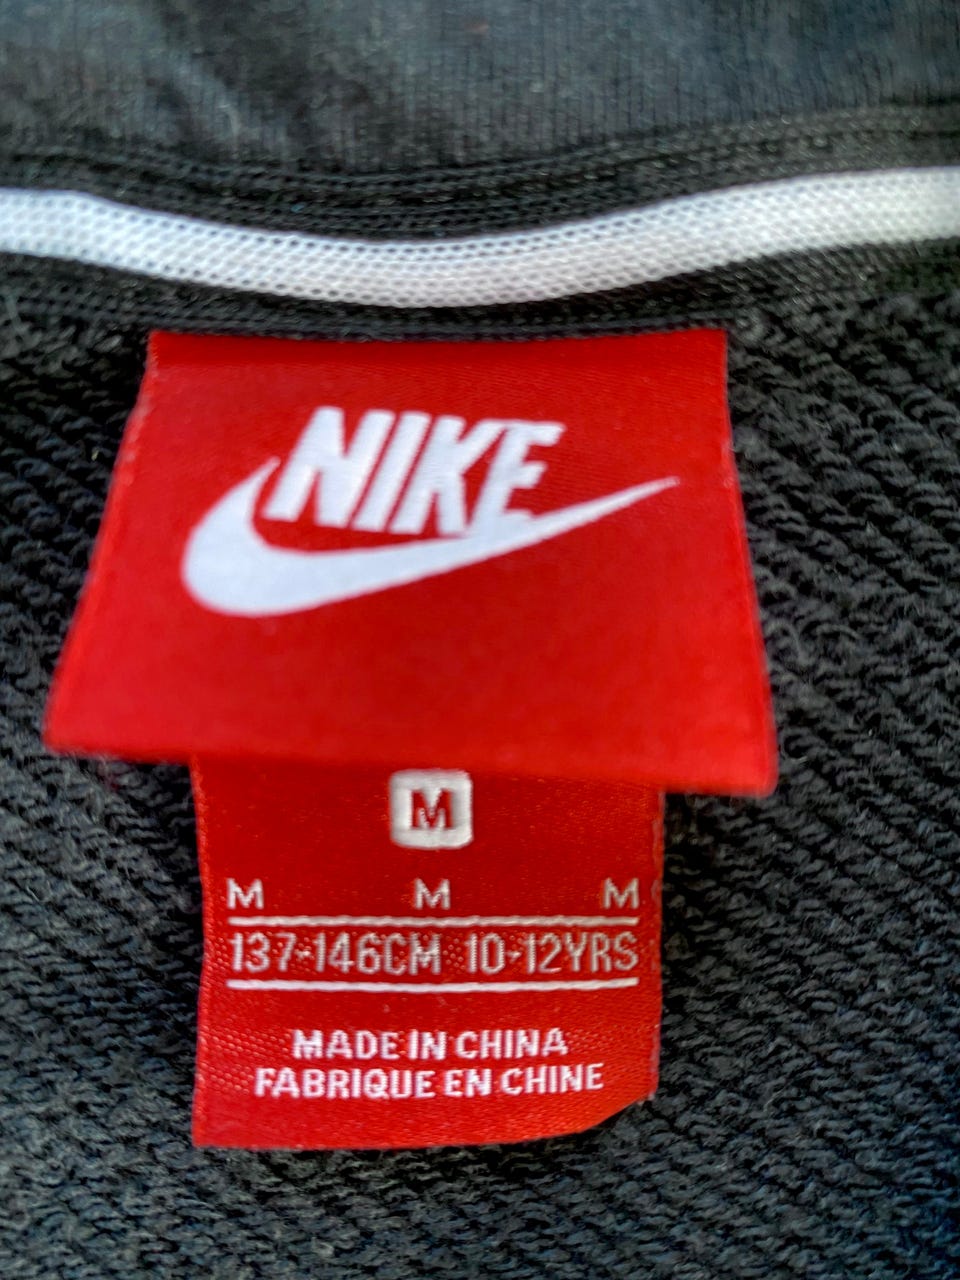 NIKE
M
M M M
137-146CM 10-12YRS
MADE IN CHINA
FABRIQUE EN CHINE